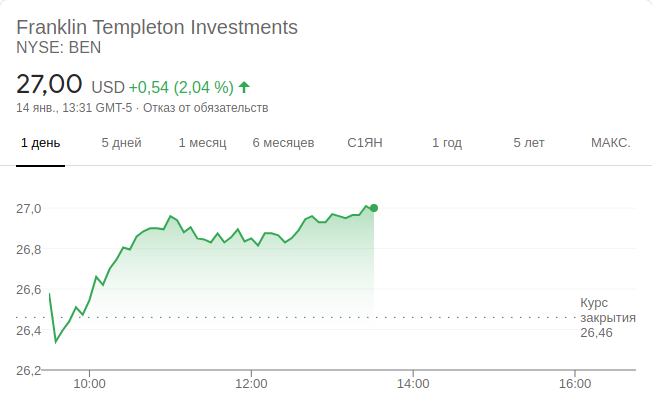 Franklin Templeton Investments
NYSE: BEN
27,00 USD +0,54 (2,04 %)
14 янв., 13:31 GMT-5 · Отказ от обязательств
1 день 5 дней 1 месяц 6 месяцев С1ЯН 1 год 5 лет МАКС.
27,0
26,8
26,6
Курс
закрытия
26,46
26,4
26,2
10:00 12:00 14:00 16:00